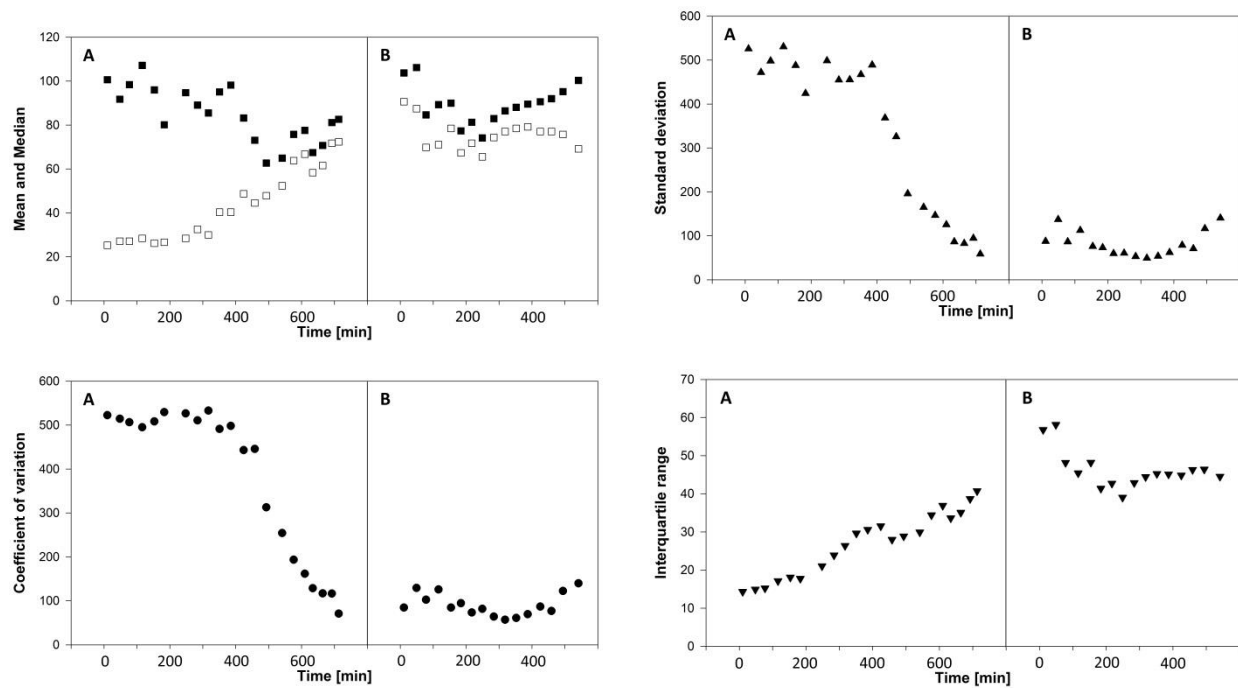 A
B
Mean and Median
120
100
80
60
40
20
0
0 200 400 600 0 200 400
Time [min]
A
B
Standard deviation
600
500
400
300
200
100
0
0 200 400 600 0 200 400
Time [min]
A
B
Coefficient of variation
600
500
400
300
200
100
0
0 200 400 600 0 200 400
Time [min]
A
B
Interquartile range
70
60
50
40
30
20
10
0
0 200 400 600 0 200 400
Time [min]